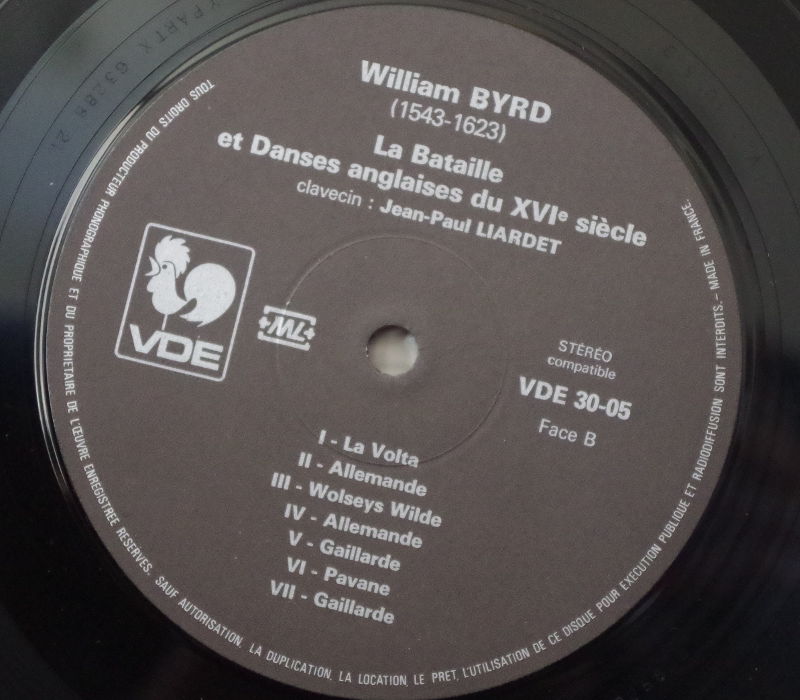 William BYRD
(1543-1623)
La Bataille
et Danses anglaises du XVIe siècle
clavecin : Jean-Paul LIARDET
VDE
ML
STÉRÉO
compatible
VDE 30-05
Face B
I - La Volta
II - Allemande
III - Wolseys Wilde
IV - Allemande
V - Gaillarde
VI - Pavane
VII - Gaillarde
TOUS DROITS DU PRODUCTEUR PHONOGRAPHIQUE ET DU PROPRIETAIRE DE L'ŒUVRE ENREGISTREE RESERVES. SAUF AUTORISATION, LA DUPLICATION, LA LOCATION, LE PRET, L'UTILISATION DE CE DISQUE POUR EXECUTION PUBLIQUE ET RADIODIFFUSION SONT INTERDITS. - MADE IN FRANCE.